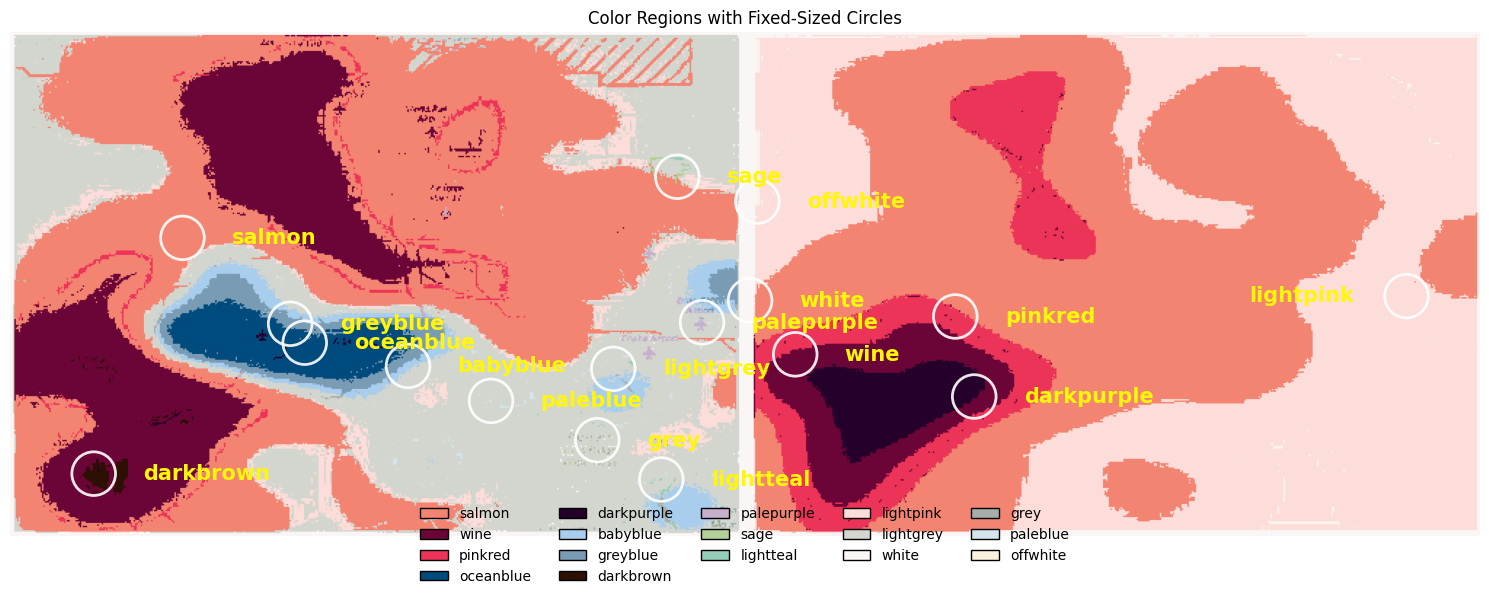 Color Regions with Fixed-Sized Circles
sage
offwhite
salmon
lightpink
white
pinkred
greyblue
palepurple
oceanblue
wine
babyblue
lightgrey
darkpurple
paleblue
grey
darkbrown
lightteal
salmon darkpurple palepurple lightpink grey
wine babyblue sage lightgrey paleblue
pinkred greyblue lightteal white offwhite
oceanblue darkbrown